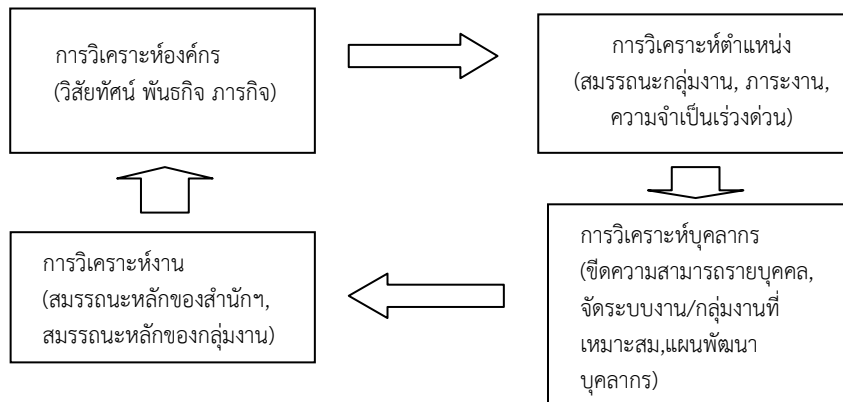 การวิเคราะห์องค์กร
(วิสัยทัศน์ พันธกิจ ภารกิจ)
การวิเคราะห์ตำแหน่ง
(สมรรถนะกลุ่มงาน, ภาระงาน,
ความจำเป็นเร่วงด่วน)
การวิเคราะห์บุคลากร
(ขีดความสามารถรายบุคคล,
จัดระบบงาน/กลุ่มงานที่
เหมาะสม,แผนพัฒนา
บุคลากร)
การวิเคราะห์งาน
(สมรรถนะหลักของสำนักฯ,
สมรรถนะหลักของกลุ่มงาน)